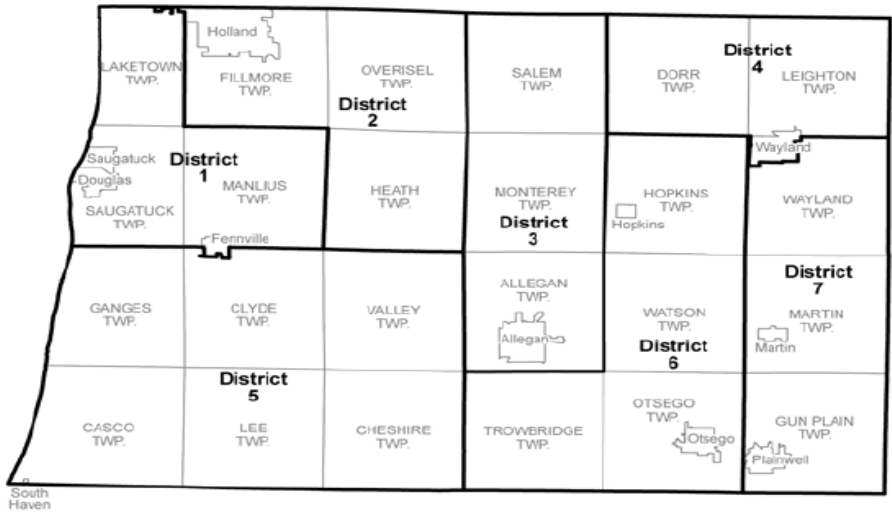 Holland
LAKETOWN
TWP.
FILLMORE
TWP.
OVERISEL
TWP.
SALEM
TWP.
DORR
TWP.
LEIGHTON
TWP.
District
2
District
4
Saugatuck
Douglas
SAUGATUCK
TWP.
District
1
MANLIUS
TWP.
Fennville
HEATH
TWP.
MONTEREY
TWP.
District
3
HOPKINS
TWP.
Hopkins
Wayland
WAYLAND
TWP.
GANGES
TWP.
CLYDE
TWP.
VALLEY
TWP.
ALLEGAN
TWP.
Allegan
WATSON
TWP.
District
6
District
7
MARTIN
TWP.
Martin
CASCO
TWP.
District
5
LEE
TWP.
CHESHIRE
TWP.
TROWBRIDGE
TWP.
OTSEGO
TWP.
Otsego
GUN PLAIN
TWP.
Plainwell
South
Haven